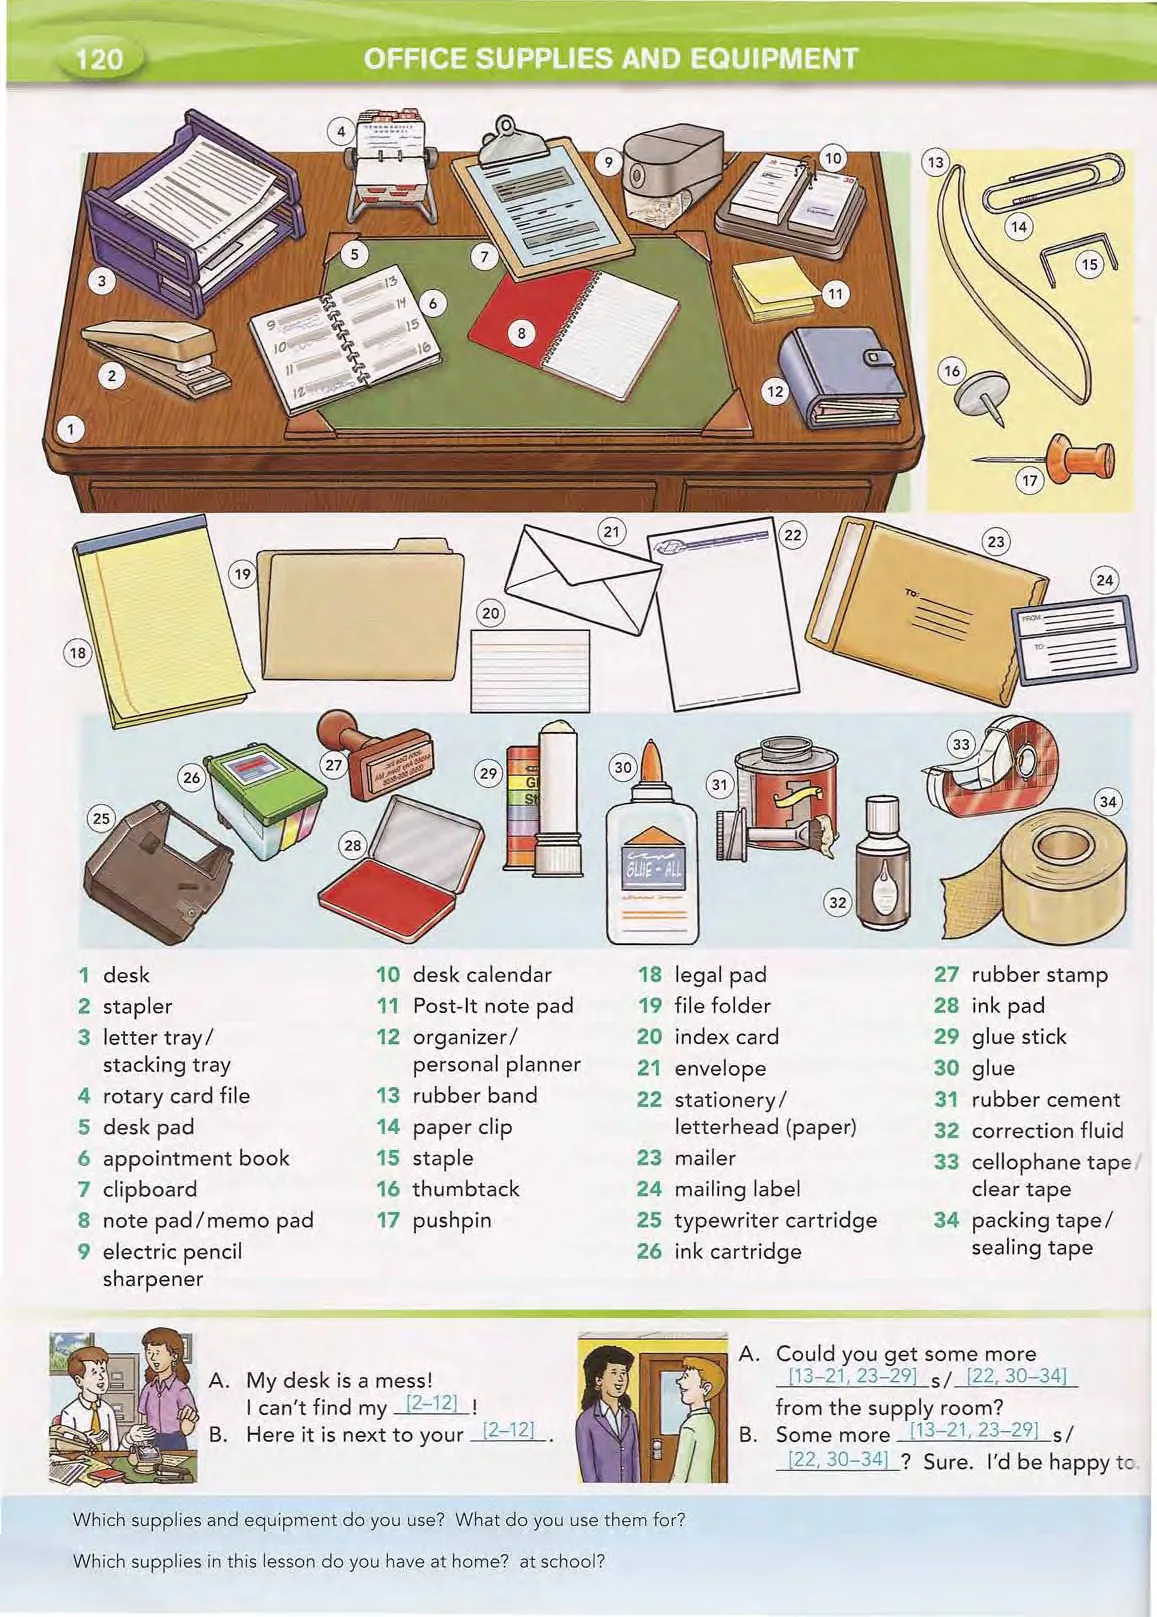 120
OFFICE SUPPLIES AND EQUIPMENT
4
9
10
13
14
15
3
5
7
11
6
8
2
12
16
1
17
13
14
15
16
9
10
11
12
21
22
23
19
24
20
18
TO:
FROM:
TO:
26
27
29
30
31
33
34
25
28
32
GLUE-ALL
1 desk
2 stapler
3 letter tray/
stacking tray
4 rotary card file
5 desk pad
6 appointment book
7 clipboard
8 note pad/memo pad
9 electric pencil
sharpener
10 desk calendar
11 Post-It note pad
12 organizer/
personal planner
13 rubber band
14 paper clip
15 staple
16 thumbtack
17 pushpin
18 legal pad
19 file folder
20 index card
21 envelope
22 stationery/
letterhead (paper)
23 mailer
24 mailing label
25 typewriter cartridge
26 ink cartridge
27 rubber stamp
28 ink pad
29 glue stick
30 glue
31 rubber cement
32 correction fluid
33 cellophane tape/
clear tape
34 packing tape/
sealing tape
A. My desk is a mess!
I can't find my [2–12] !
B. Here it is next to your [2–12] .
A. Could you get some more
[13–21, 23–29] s/ [22, 30–34]
from the supply room?
B. Some more [13–21, 23–29] s/
[22, 30–34] ? Sure. I'd be happy to.
Which supplies and equipment do you use? What do you use them for?
Which supplies in this lesson do you have at home? at school?